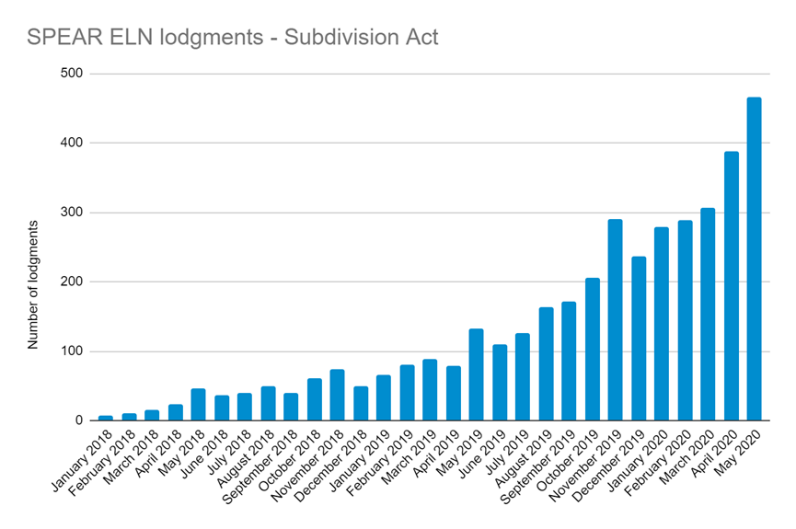 SPEAR ELN lodgments - Subdivision Act
Number of lodgments
500
400
300
200
100
0
January 2018
February 2018
March 2018
April 2018
May 2018
June 2018
July 2018
August 2018
September 2018
October 2018
November 2018
December 2018
January 2019
February 2019
March 2019
April 2019
May 2019
June 2019
July 2019
August 2019
September 2019
October 2019
November 2019
December 2019
January 2020
February 2020
March 2020
April 2020
May 2020